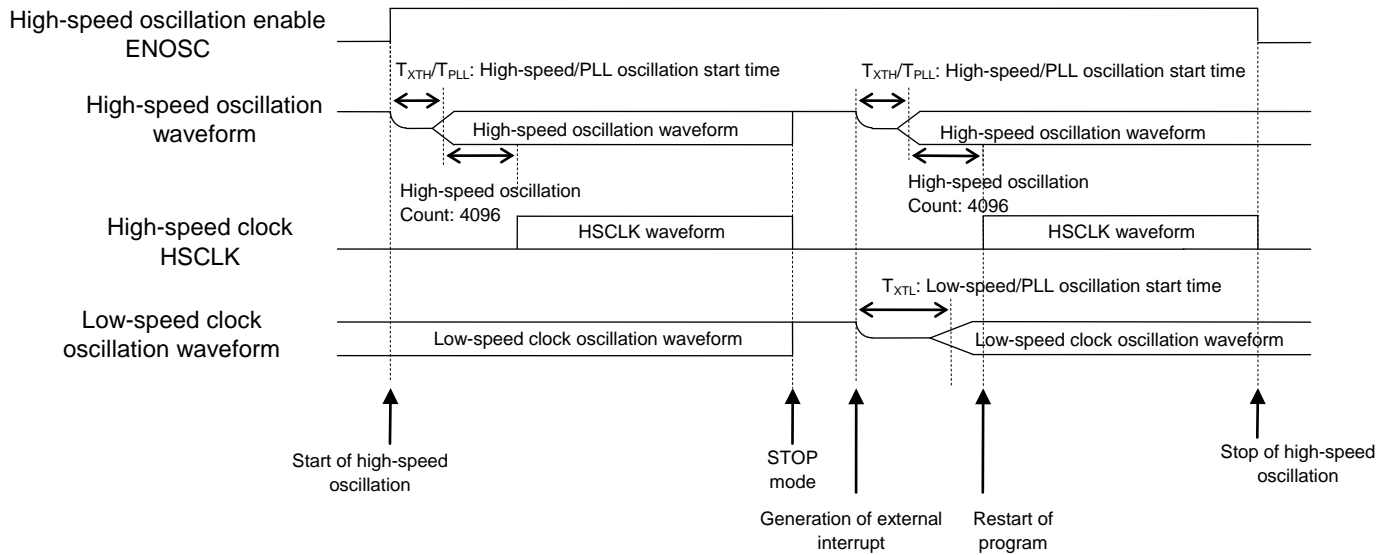 High-speed oscillation enable
ENOSC
T_XTH/T_PLL: High-speed/PLL oscillation start time
T_XTH/T_PLL: High-speed/PLL oscillation start time
High-speed oscillation
waveform
High-speed oscillation waveform
High-speed oscillation waveform
High-speed oscillation
Count: 4096
High-speed oscillation
Count: 4096
High-speed clock
HSCLK
HSCLK waveform
HSCLK waveform
T_XTL: Low-speed/PLL oscillation start time
Low-speed clock
oscillation waveform
Low-speed clock oscillation waveform
Low-speed clock oscillation waveform
Start of high-speed
oscillation
STOP
mode
Stop of high-speed
oscillation
Generation of external
interrupt
Restart of
program